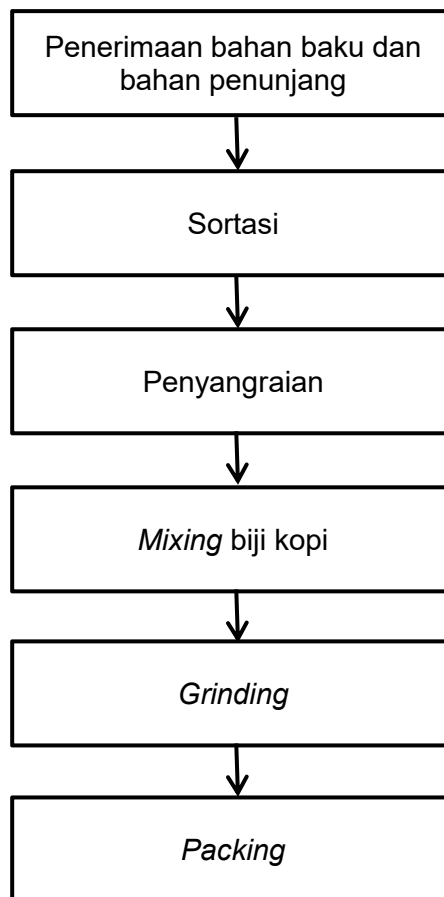 Penerimaan bahan baku dan
bahan penunjang
Sortasi
Penyangraian
Mixing biji kopi
Grinding
Packing